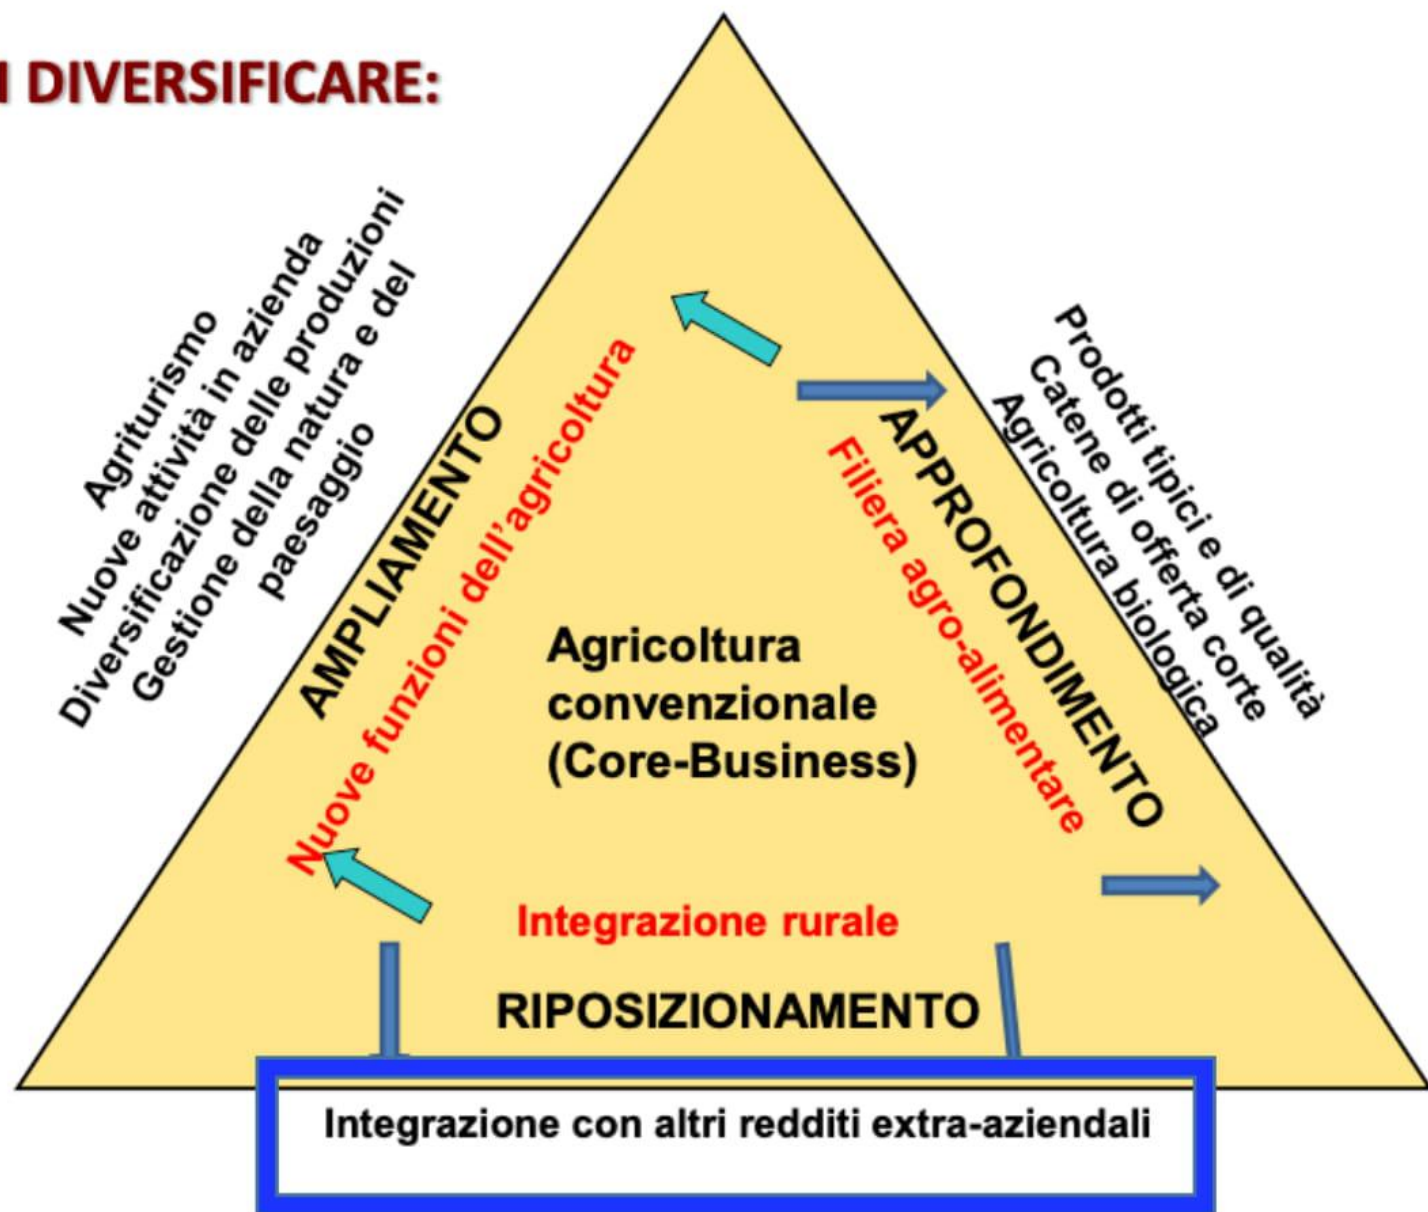 I DIVERSIFICARE:
Agriturismo
Nuove attività in azienda
Diversificazione delle produzioni
Gestione della natura e del
paesaggio
AMPLIAMENTO
Nuove funzioni dell'agricoltura
Agricoltura
convenzionale
(Core-Business)
Filiera agro-alimentare
APPROFONDIMENTO
Prodotti tipici e di qualità
Catene di offerta corte
Agricoltura biologica
Integrazione rurale
RIPOSIZIONAMENTO
Integrazione con altri redditi extra-aziendali